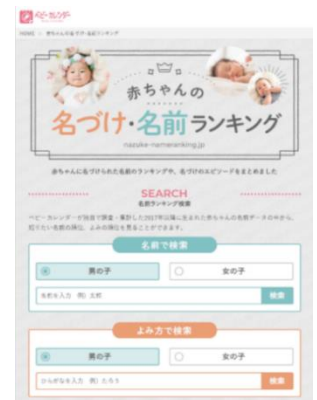 ベビーカレンダー
HOME > 赤ちゃんの名づけ・名前ランキング
赤ちゃんの
名づけ・名前ランキング
nazuke-nameranking.jp
赤ちゃんに名づけられた名前のランキングや、名づけのエピソードをまとめました
SEARCH
名前ランキング検索
ベビーカレンダーが独自で調査・集計した2017年以降に生まれた赤ちゃんの名前データの中から、
知りたい名前の順位、よみの順位を見ることができます。
名前で検索
男の子 女の子
名前を入力 例）太郎 検索
よみ方で検索
男の子 女の子
ひらがなを入力 例）たろう 検索